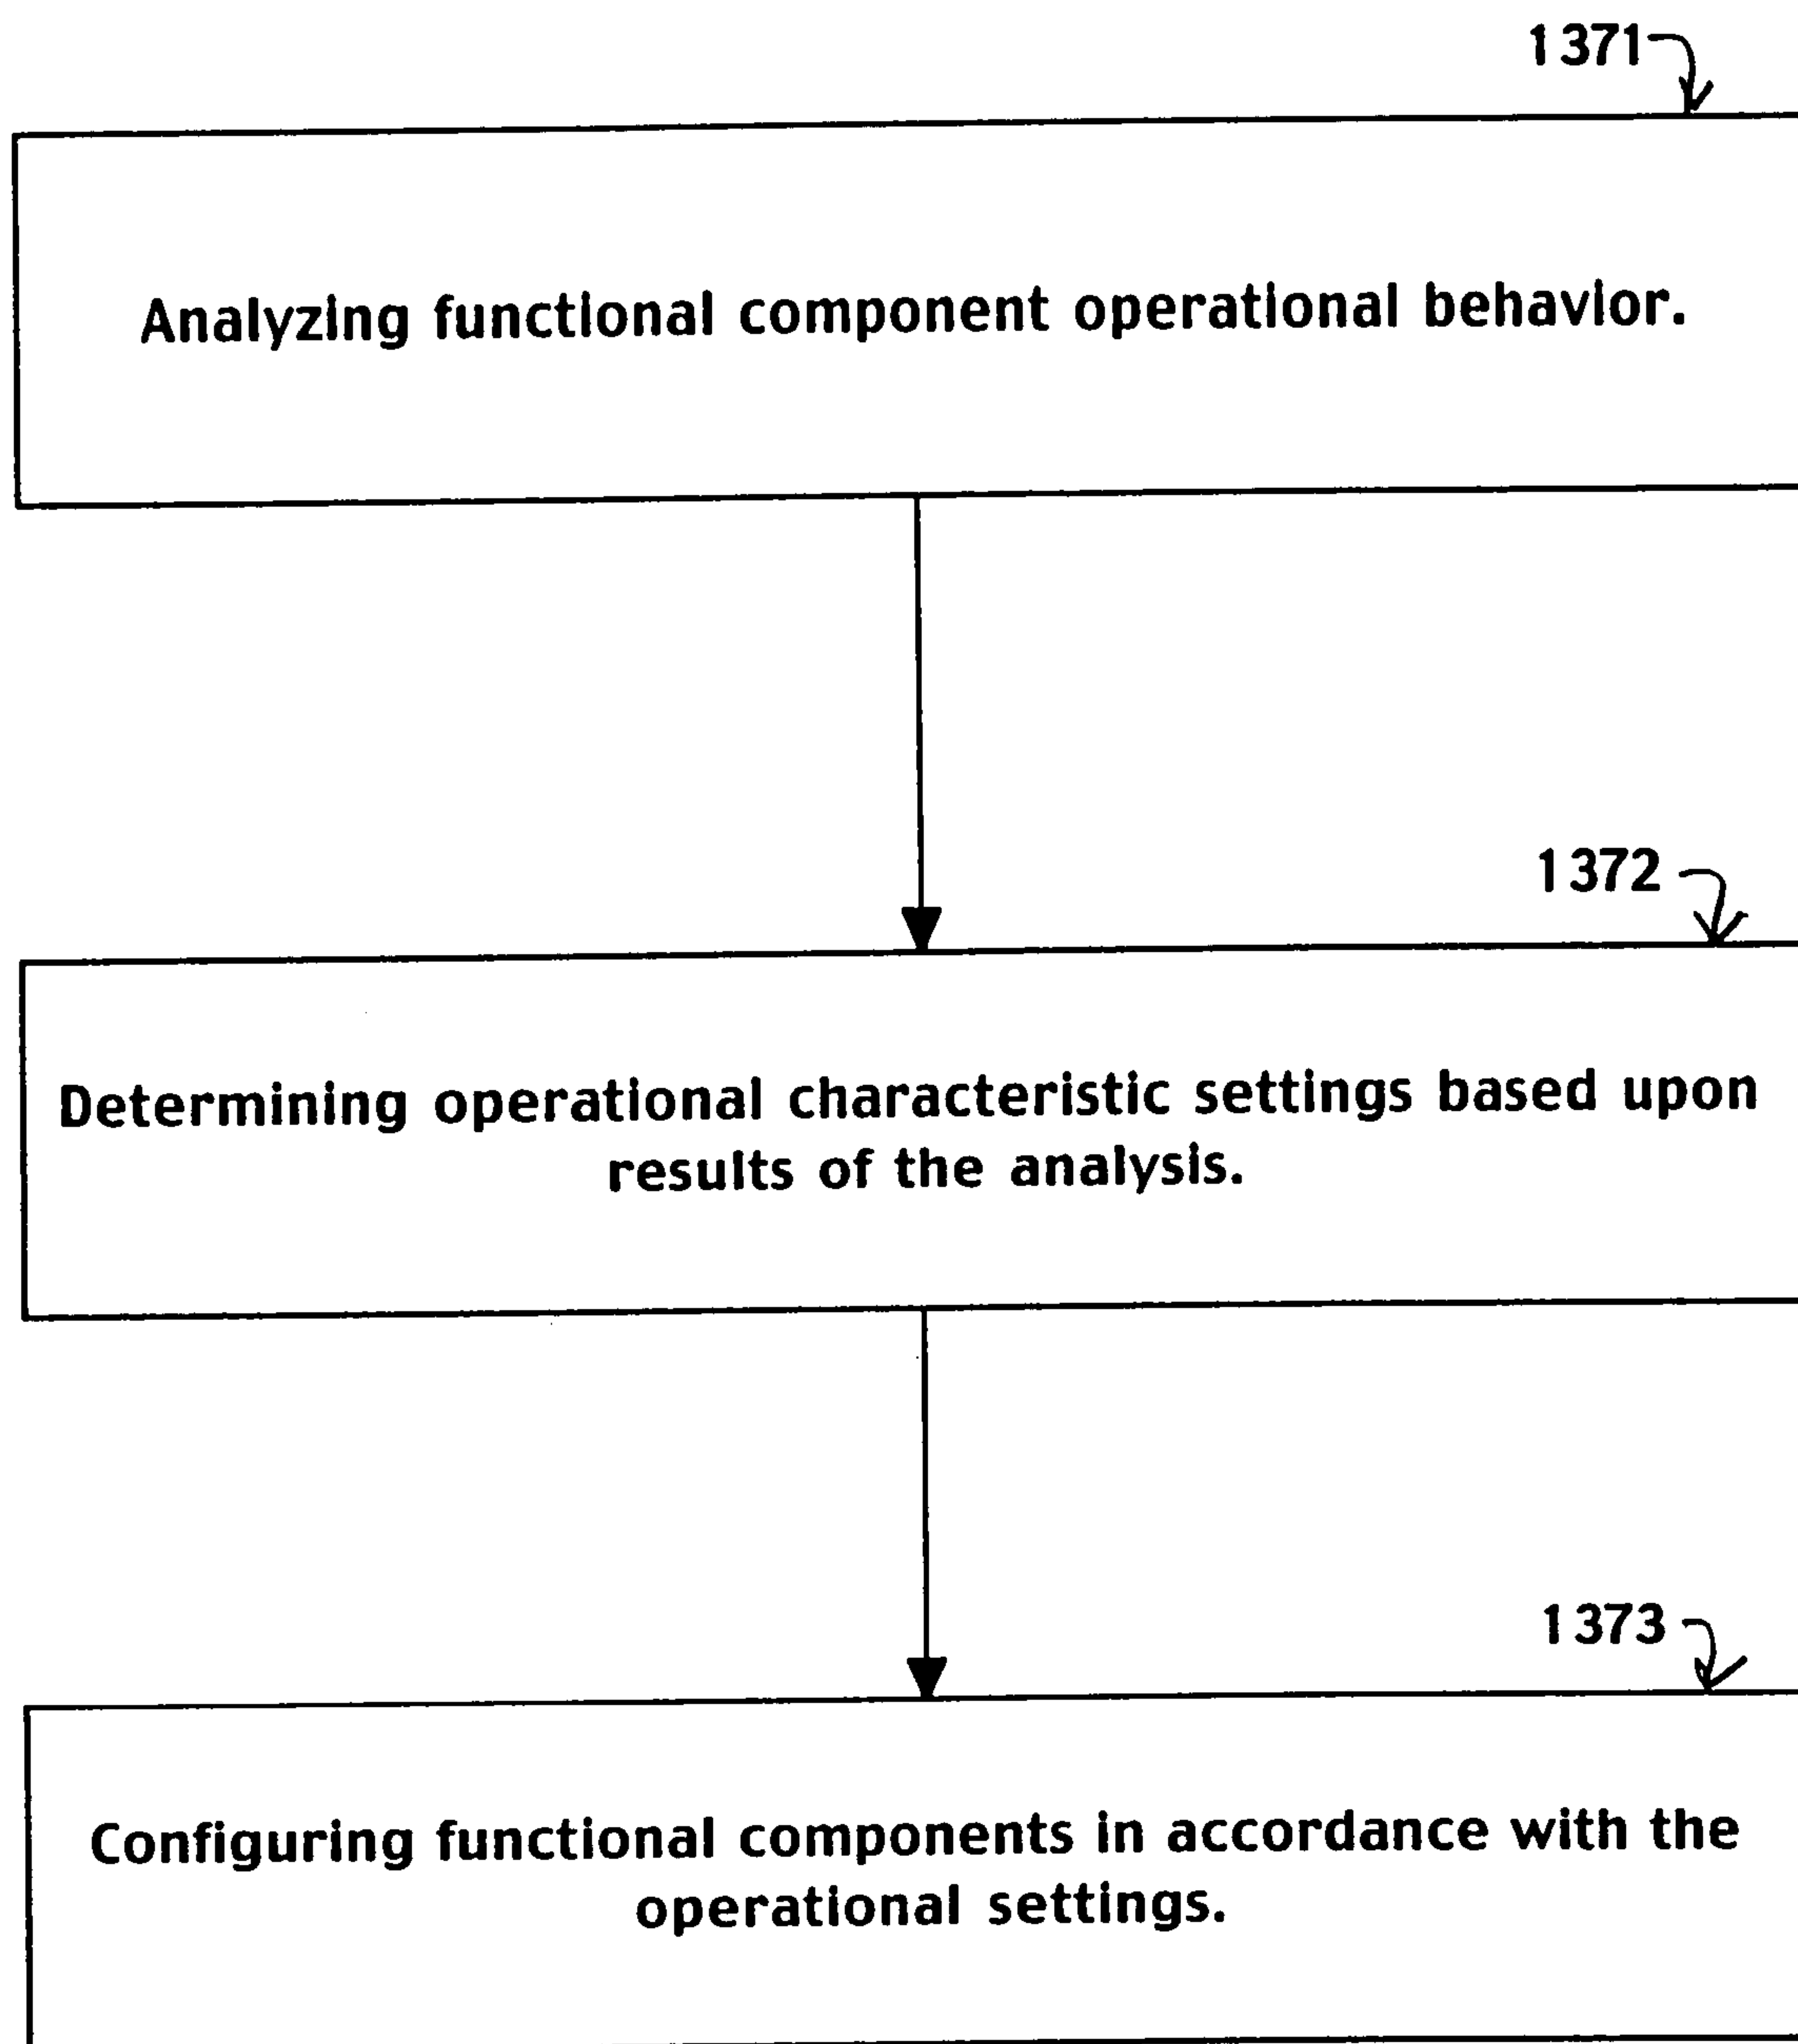 1371
Analyzing functional component operational behavior.
1372
Determining operational characteristic settings based upon
results of the analysis.
1373
Configuring functional components in accordance with the
operational settings.